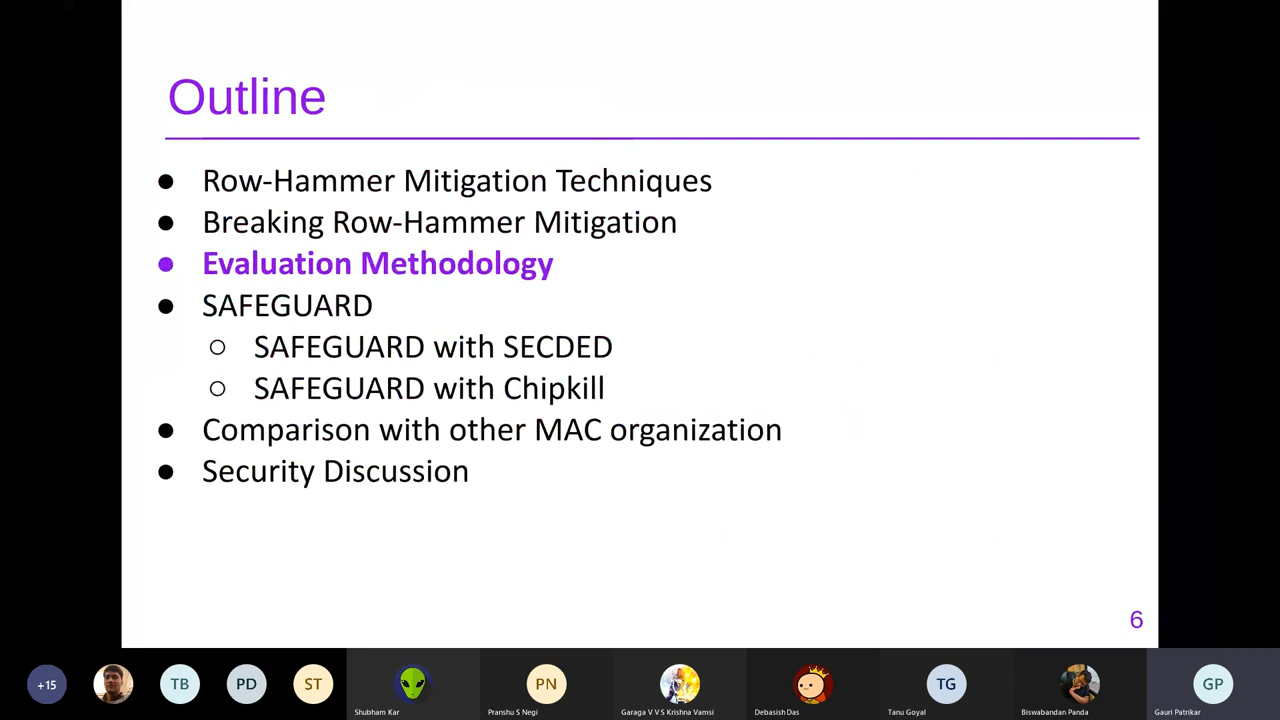 Outline
● Row-Hammer Mitigation Techniques
● Breaking Row-Hammer Mitigation
● Evaluation Methodology
● SAFEGUARD
○ SAFEGUARD with SECDED
○ SAFEGUARD with Chipkill
● Comparison with other MAC organization
● Security Discussion
6
+15 TB PD ST PN TG GP
Shubham Kar Pranshu S Negi Garaga V V S Krishna Vamsi Debasish Das Tanu Goyal Biswabandan Panda Gauri Patrikar